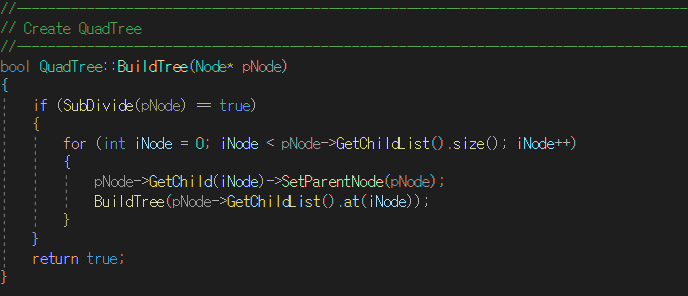 //--------------------------------------------------------------------------------------
// Create QuadTree
//--------------------------------------------------------------------------------------
bool QuadTree::BuildTree(Node* pNode)
{
    if (SubDivide(pNode) == true)
    {
        for (int iNode = 0; iNode < pNode->GetChildList().size(); iNode++)
        {
            pNode->GetChild(iNode)->SetParentNode(pNode);
            BuildTree(pNode->GetChildList().at(iNode));
        }
    }
    return true;
}